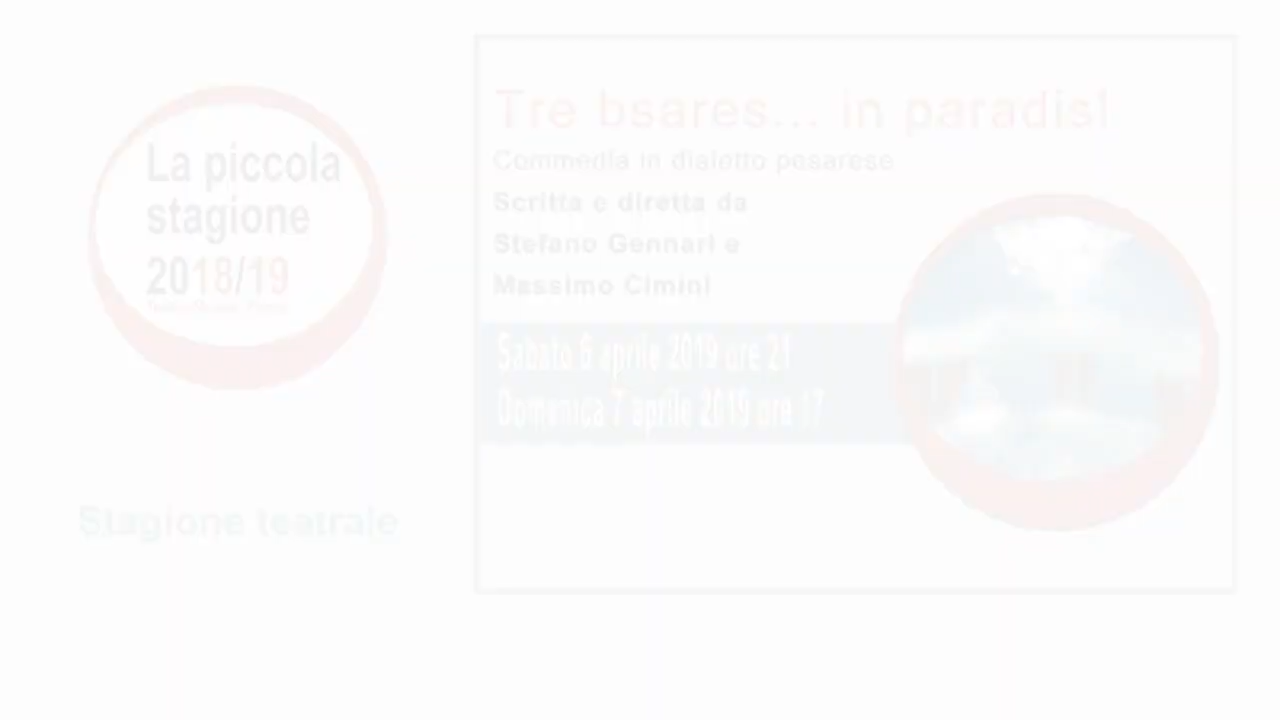 La piccola
stagione
2018/19
Stagione teatrale
Tre bsares... in paradis!
Commedia in dialetto pesarese
Scritta e diretta da
Stefano Gennari e
Massimo Cimini
Sabato 6 aprile 2019 ore 21
Domenica 7 aprile 2019 ore 17